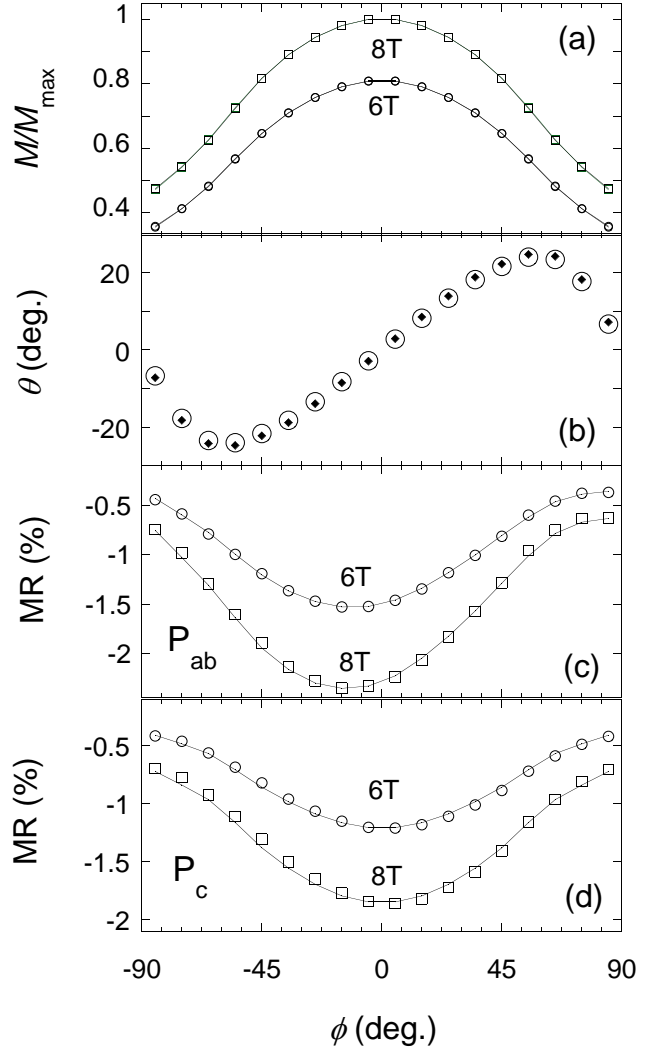 1
(a)
8T
0.8
M/Mmax
6T
0.6
0.4
20
θ (deg.)
0
-20
(b)
-0.5
MR (%)
-1
6T
-1.5
Pab
8T
-2
(c)
-0.5
MR (%)
-1
6T
-1.5
Pc
8T
-2
(d)
-90 -45 0 45 90
ϕ (deg.)